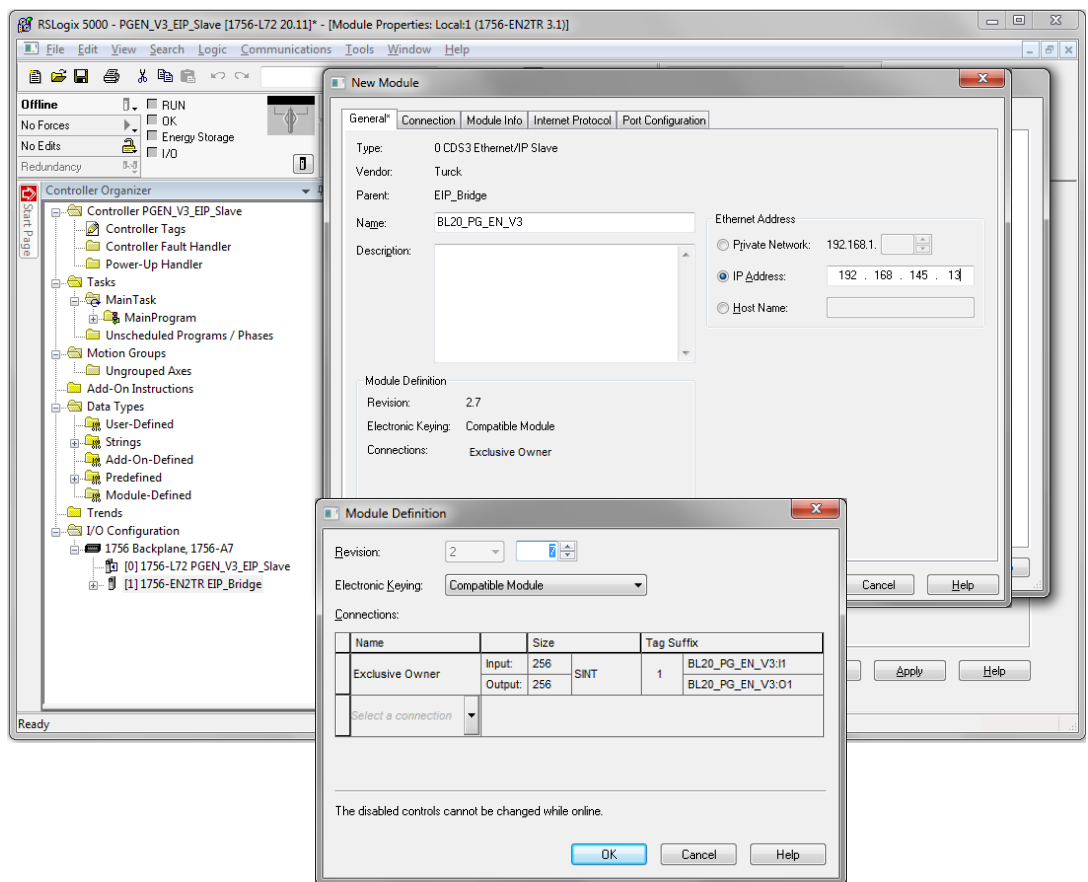 RSLogix 5000 - PGEN_V3_EIP_Slave [1756-L72 20.11]* - [Module Properties: Local:1 (1756-EN2TR 3.1)]
File Edit View Search Logic Communications Tools Window Help
Offline
RUN
No Forces
OK
No Edits
Energy Storage
Redundancy
I/O
Start Page
Controller Organizer
Controller PGEN_V3_EIP_Slave
Controller Tags
Controller Fault Handler
Power-Up Handler
Tasks
MainTask
MainProgram
Unscheduled Programs / Phases
Motion Groups
Ungrouped Axes
Add-On Instructions
Data Types
User-Defined
Strings
Add-On-Defined
Predefined
Module-Defined
Trends
I/O Configuration
1756 Backplane, 1756-A7
[0] 1756-L72 PGEN_V3_EIP_Slave
[1] 1756-EN2TR EIP_Bridge
Ready
New Module
General* Connection Module Info Internet Protocol Port Configuration
Type: 0 CDS3 Ethernet/IP Slave
Vendor: Turck
Parent: EIP_Bridge
Name: BL20_PG_EN_V3
Description:
Ethernet Address
Private Network: 192.168.1.
IP Address: 192 . 168 . 145 . 13
Host Name:
Module Definition
Revision: 2.7
Electronic Keying: Compatible Module
Connections: Exclusive Owner
Cancel Help
Apply Help
Module Definition
Revision: 2 7
Electronic Keying: Compatible Module
Connections:
Name Size Tag Suffix
Exclusive Owner Input: 256 SINT 1 BL20_PG_EN_V3:I1
Output: 256 BL20_PG_EN_V3:O1
Select a connection
The disabled controls cannot be changed while online.
OK Cancel Help